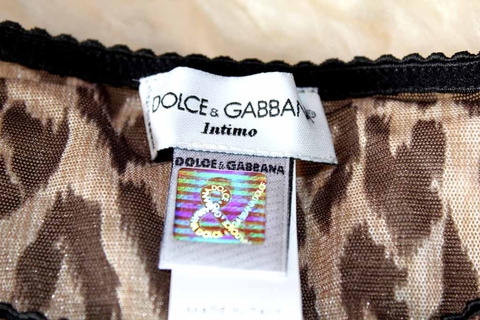 DOLCE & GABBANA
Intimo
DOLCE & GABBANA
&